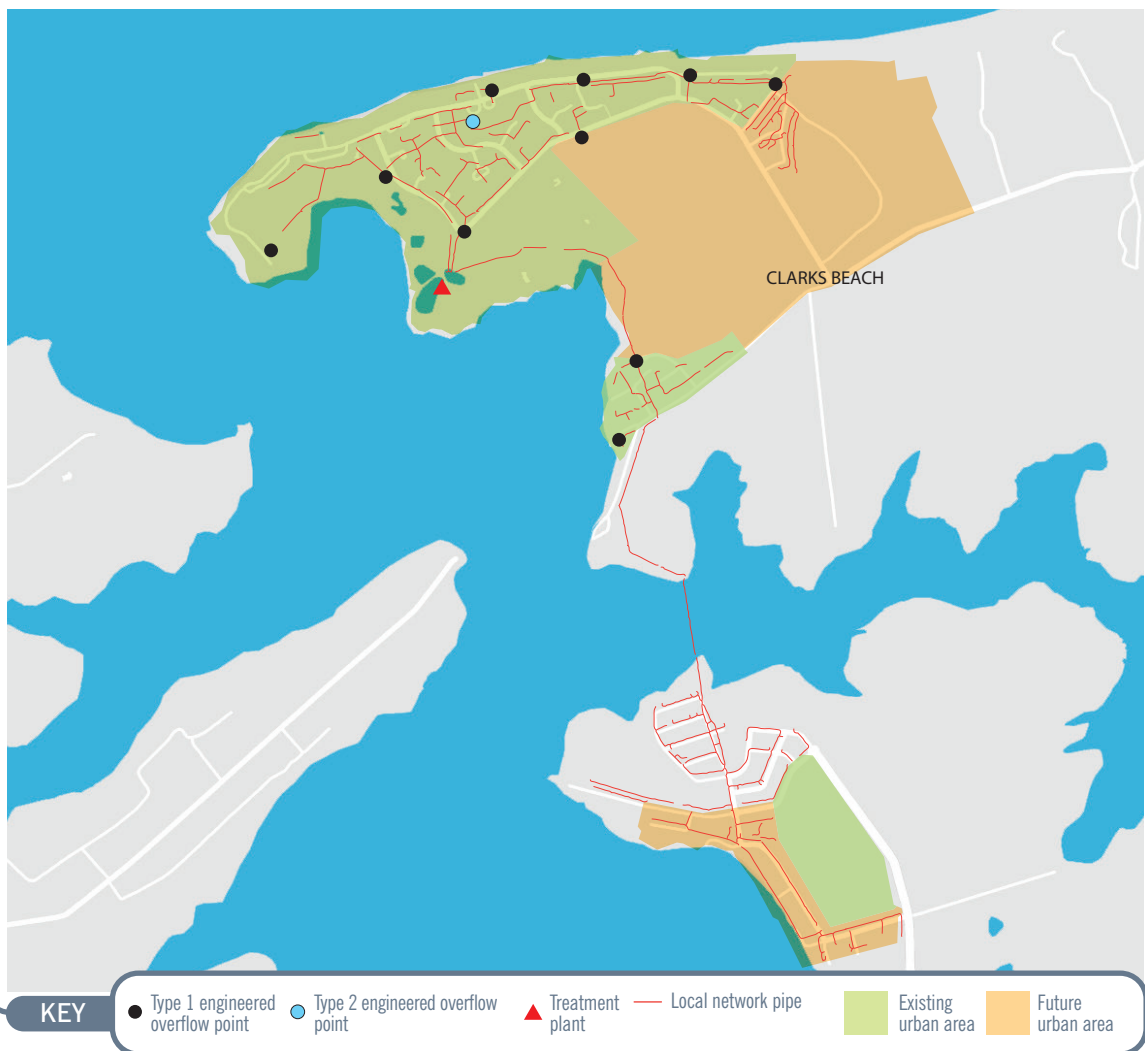 CLARKS BEACH
KEY
Type 1 engineered
overflow point
Type 2 engineered overflow
point
Treatment
plant
Local network pipe
Existing
urban area
Future
urban area